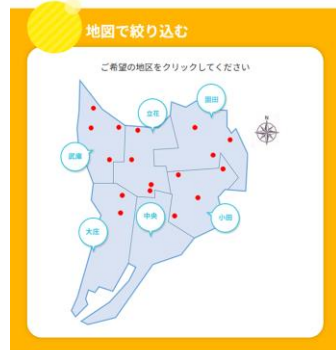 地図で絞り込む
ご希望の地区をクリックしてください
園田
立花
N
武庫
中央
小田
大庄